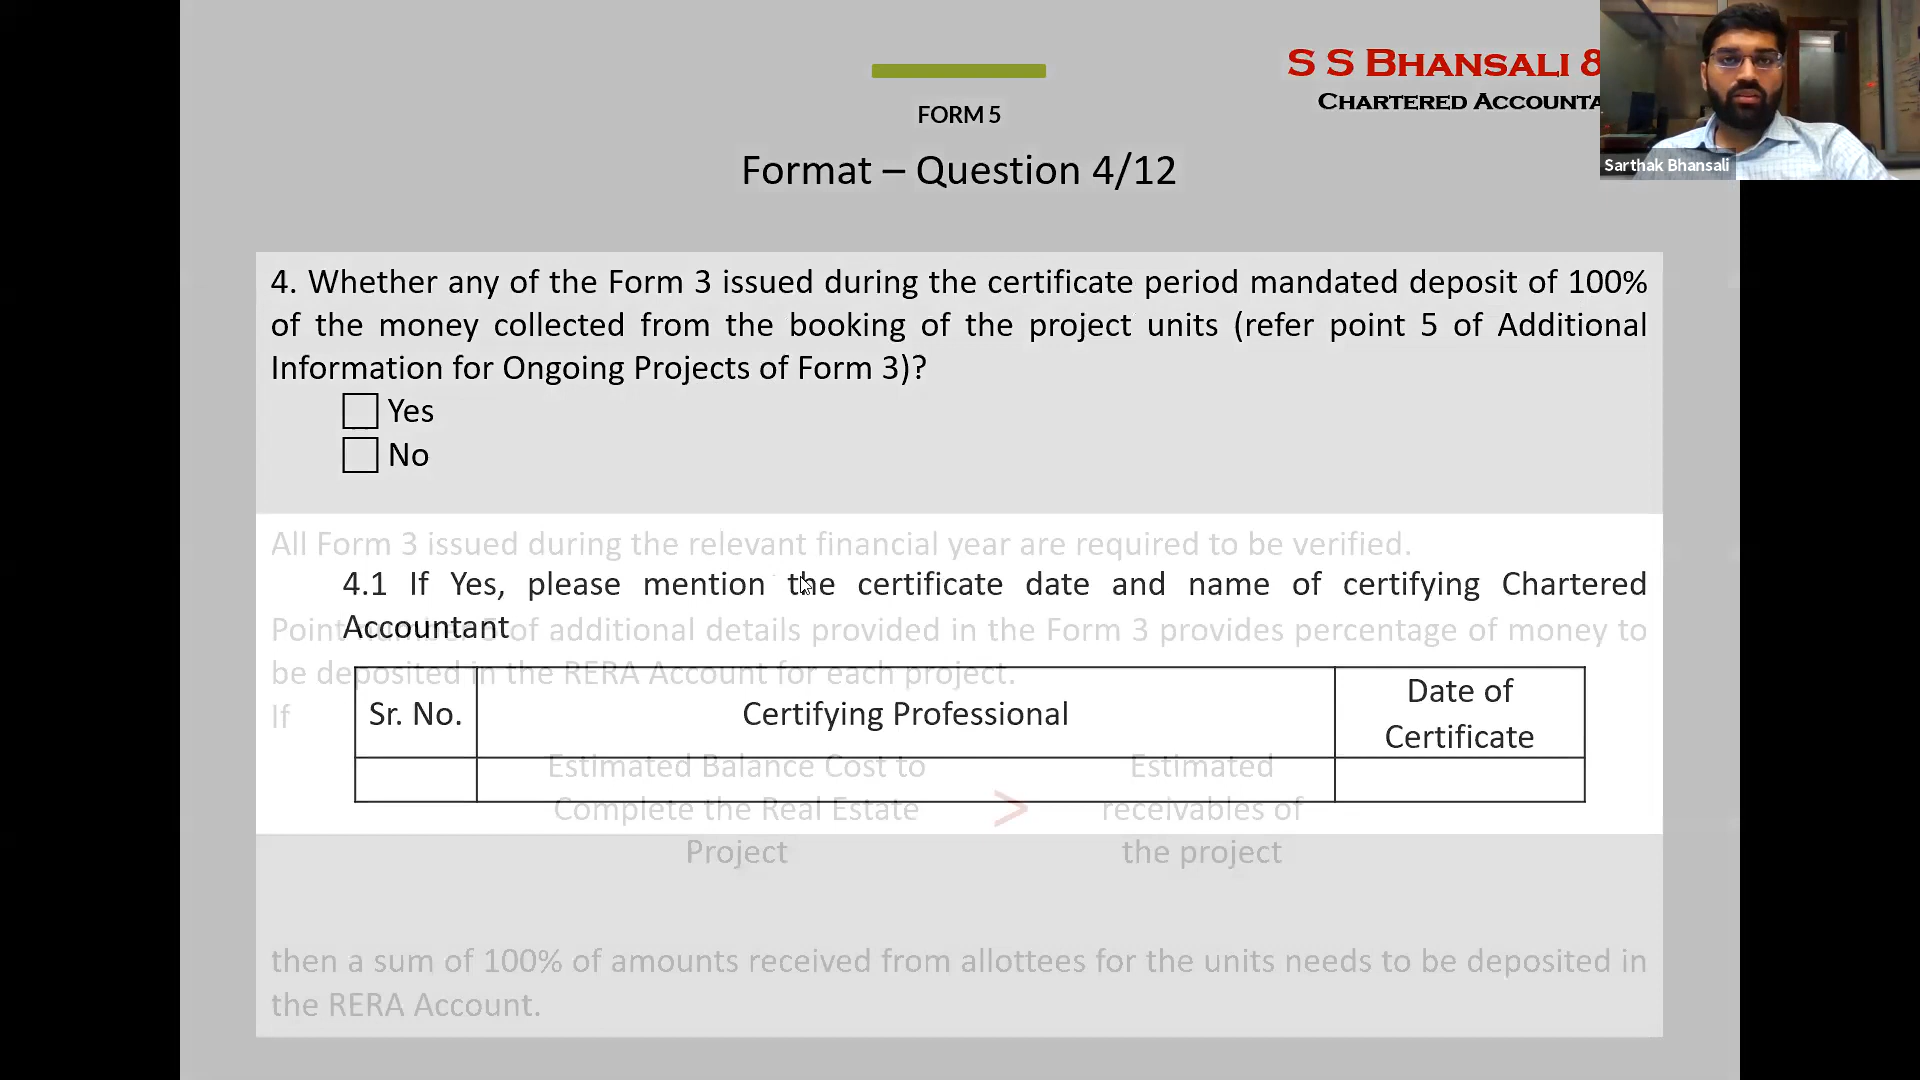 S S BHANSALI &
CHARTERED ACCOUNTA
Sarthak Bhansali
FORM 5
Format – Question 4/12
4. Whether any of the Form 3 issued during the certificate period mandated deposit of 100%
of the money collected from the booking of the project units (refer point 5 of Additional
Information for Ongoing Projects of Form 3)?
Yes
No
All Form 3 issued during the relevant financial year are required to be verified.
4.1 If Yes, please mention the certificate date and name of certifying Chartered
Accountant
Point number 5 of additional details provided in the Form 3 provides percentage of money to
be deposited in the RERA Account for each project.
If
Sr. No.
Certifying Professional
Date of
Certificate
Estimated Balance Cost to
Complete the Real Estate
Project
>
Estimated
receivables of
the project
then a sum of 100% of amounts received from allottees for the units needs to be deposited in
the RERA Account.